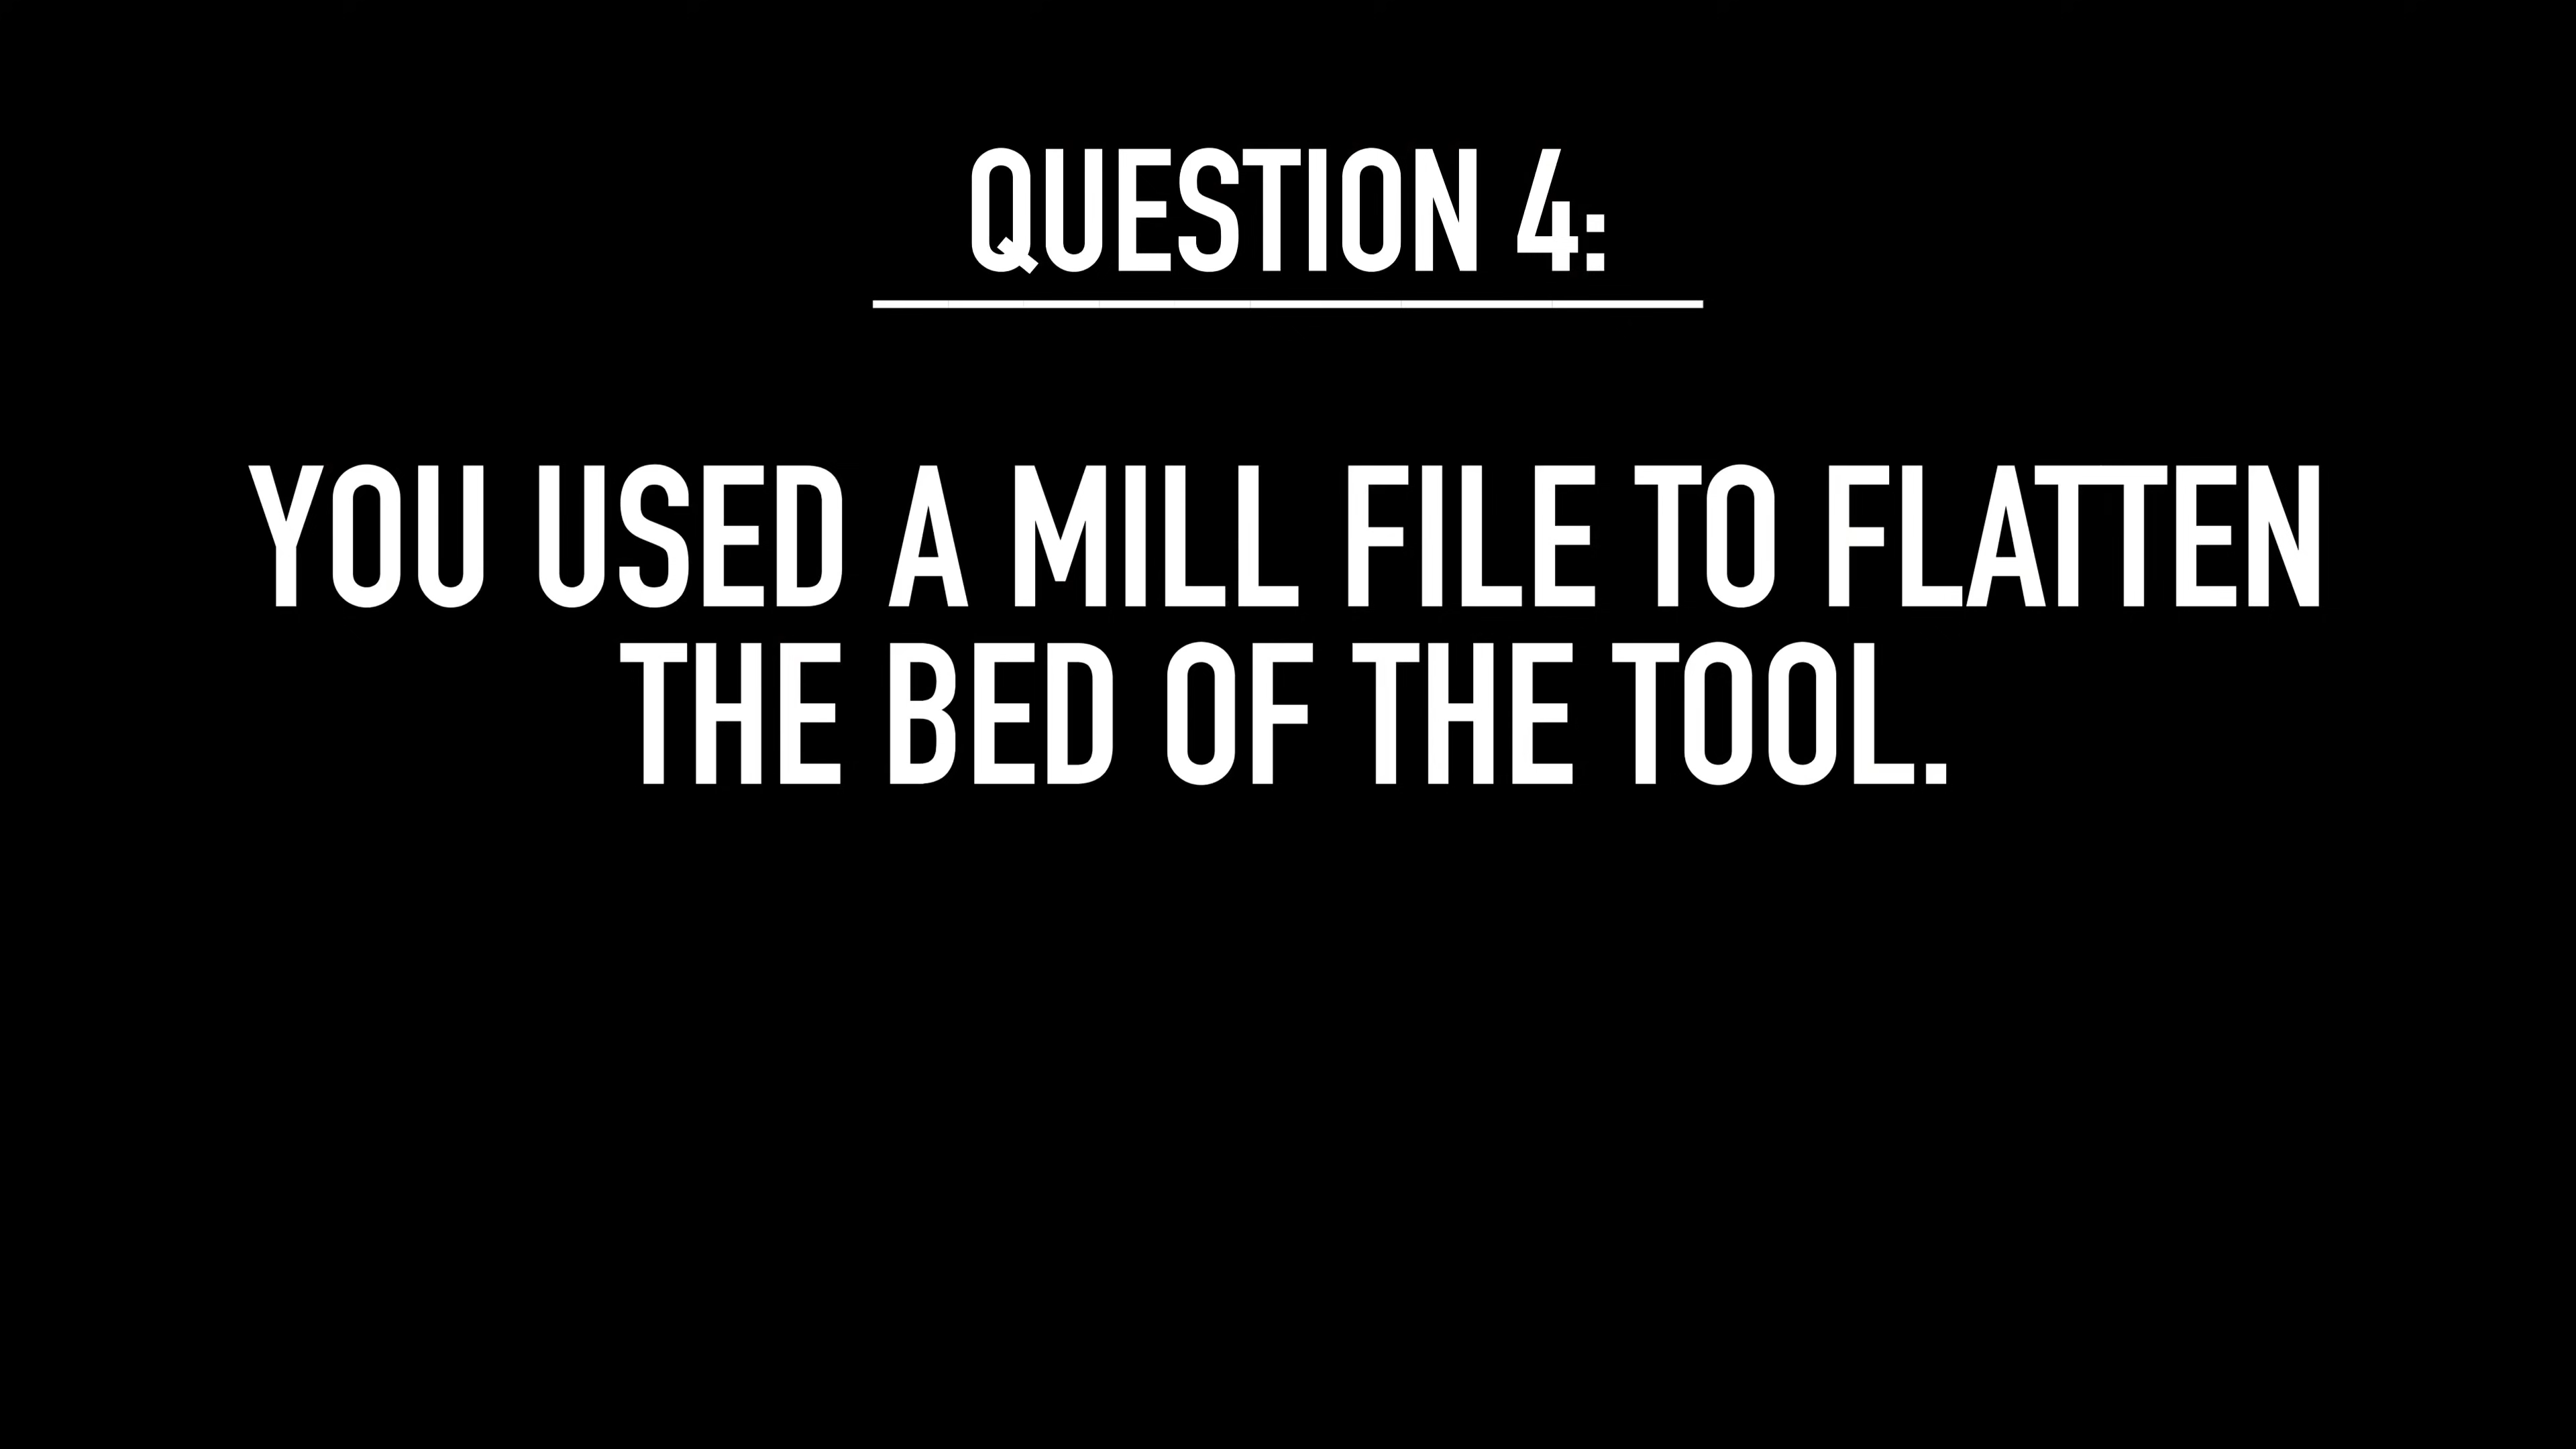 QUESTION 4:
YOU USED A MILL FILE TO FLATTEN
THE BED OF THE TOOL.